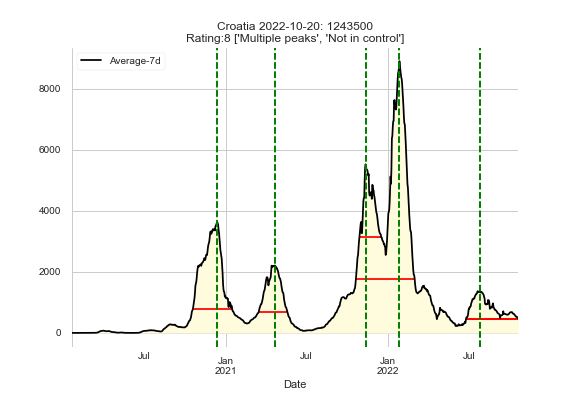 Croatia 2022-10-20: 1243500
Rating:8 ['Multiple peaks', 'Not in control']
Average-7d
8000
6000
4000
2000
0
Jul
Jan
2021
Jul
Jan
2022
Jul
Date